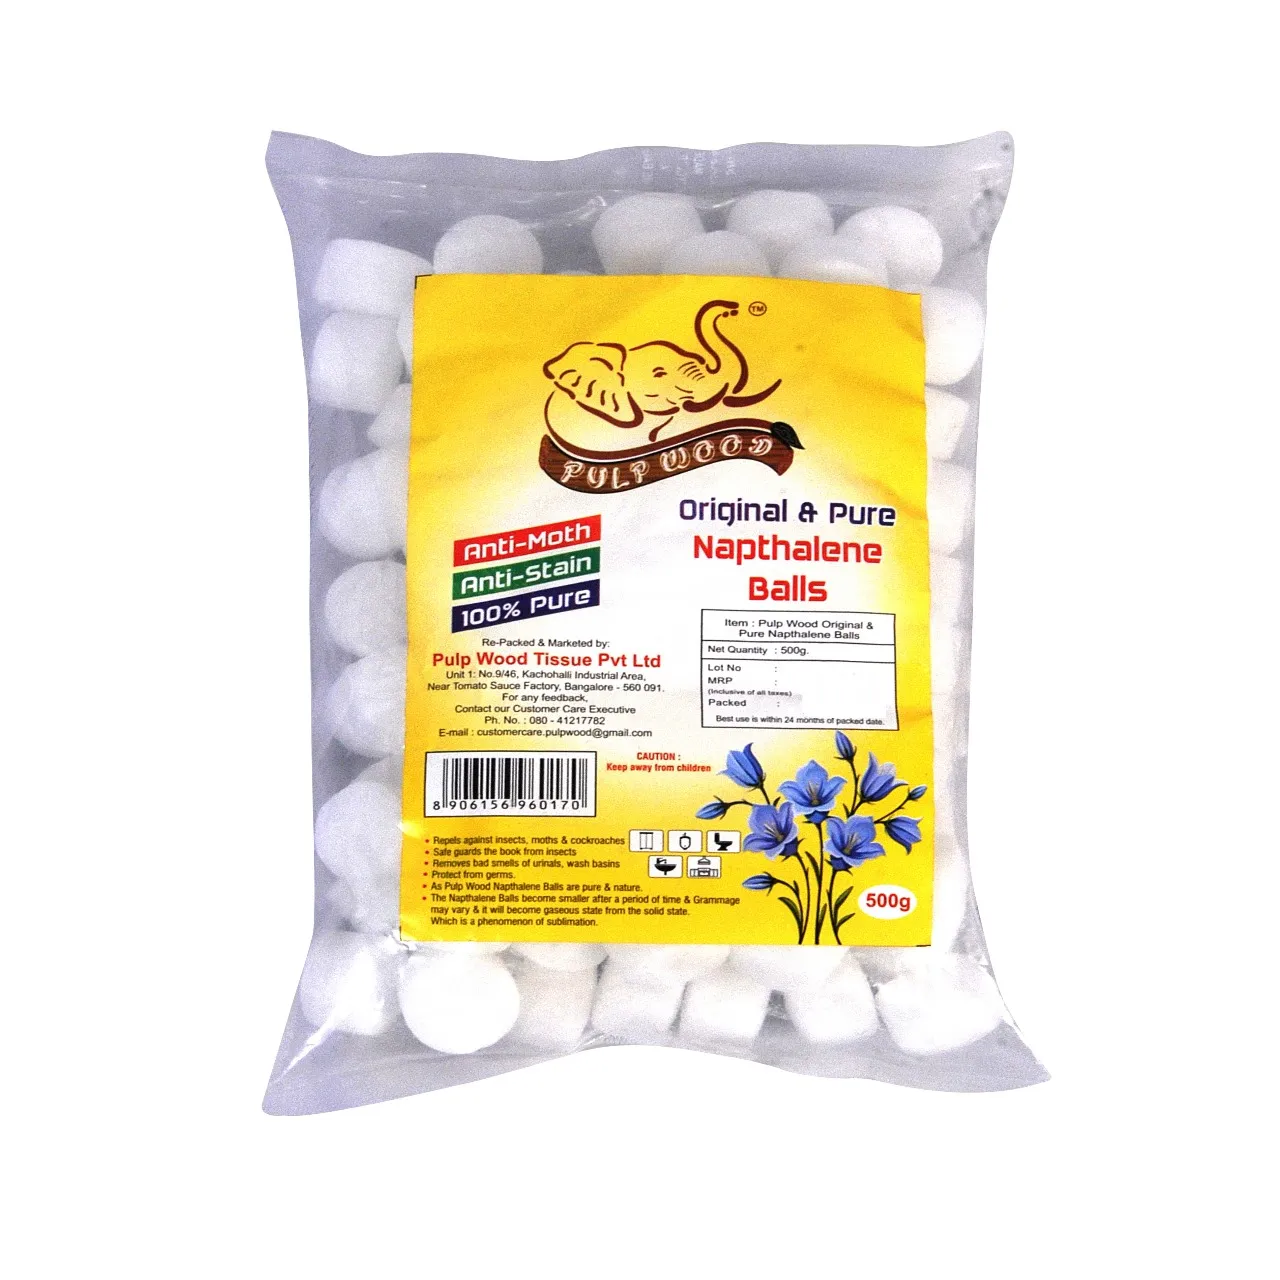 TM
PULP WOOD
Original & Pure
Napthalene
Balls
Anti-Moth
Anti-Stain
100% Pure
Re-Packed & Marketed by:
Pulp Wood Tissue Pvt Ltd
Unit 1: No.9/46, Kachohalli Industrial Area,
Near Tomato Sauce Factory, Bangalore - 560 091.
For any feedback,
Contact our Customer Care Executive
Ph. No. : 080 - 41217782
E-mail : customercare.pulpwood@gmail.com
Item : Pulp Wood Original &
Pure Napthalene Balls
Net Quantity : 500g.
Lot No :
MRP :
(Inclusive of all taxes)
Packed :
Best use is within 24 months of packed date.
CAUTION :
Keep away from children
8 906156 960170
• Repels against insects, moths & cockroaches
• Safe guards the book from insects
• Removes bad smells of urinals, wash basins
• Protect from germs.
• As Pulp Wood Napthalene Balls are pure & nature.
• The Napthalene Balls become smaller after a period of time & Grammage
may vary & it will become gaseous state from the solid state.
Which is a phenomenon of sublimation.
500g